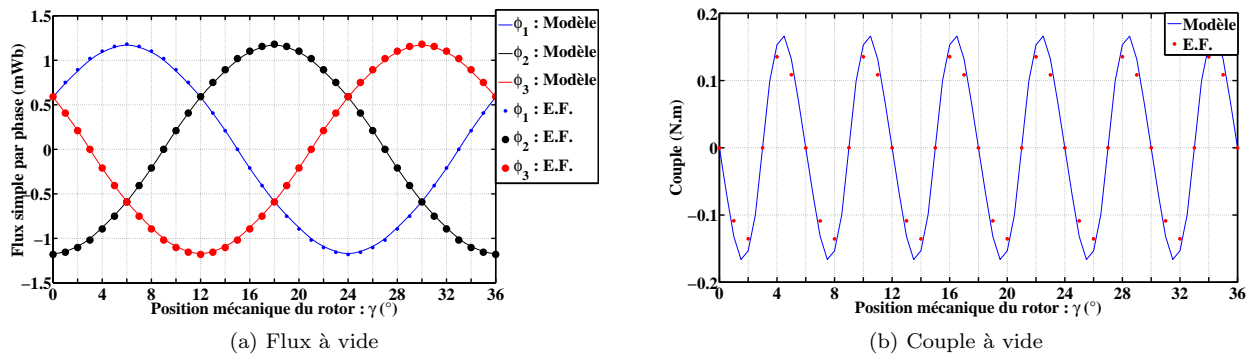 1.5
1
0.5
0
−0.5
−1
−1.5
Flux simple par phase (mWb)
0 4 8 12 16 20 24 28 32 36
Position mécanique du rotor : γ (°)
ϕ1 : Modèle
ϕ2 : Modèle
ϕ3 : Modèle
ϕ1 : E.F.
ϕ2 : E.F.
ϕ3 : E.F.
(a) Flux à vide
0.2
0.1
0
−0.1
−0.2
Couple (N.m)
0 4 8 12 16 20 24 28 32 36
Position mécanique du rotor : γ (°)
Modèle
E.F.
(b) Couple à vide